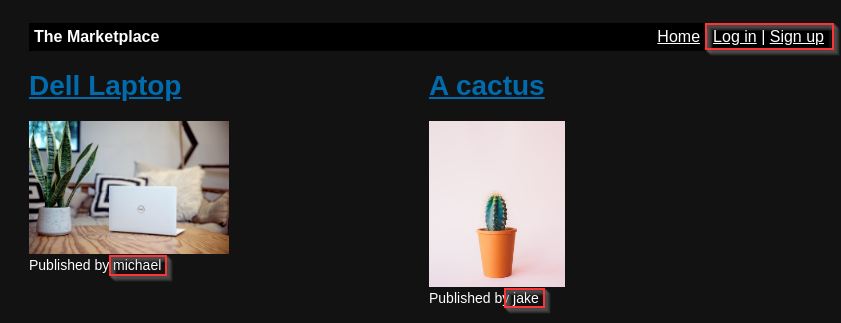 The Marketplace Home Log in | Sign up
Dell Laptop A cactus
Published by michael
Published by jake